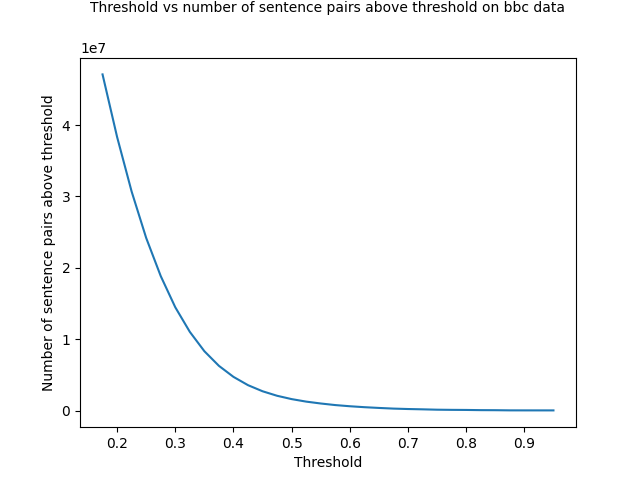 Threshold vs number of sentence pairs above threshold on bbc data
1e7
Number of sentence pairs above threshold
4
3
2
1
0
0.2 0.3 0.4 0.5 0.6 0.7 0.8 0.9
Threshold